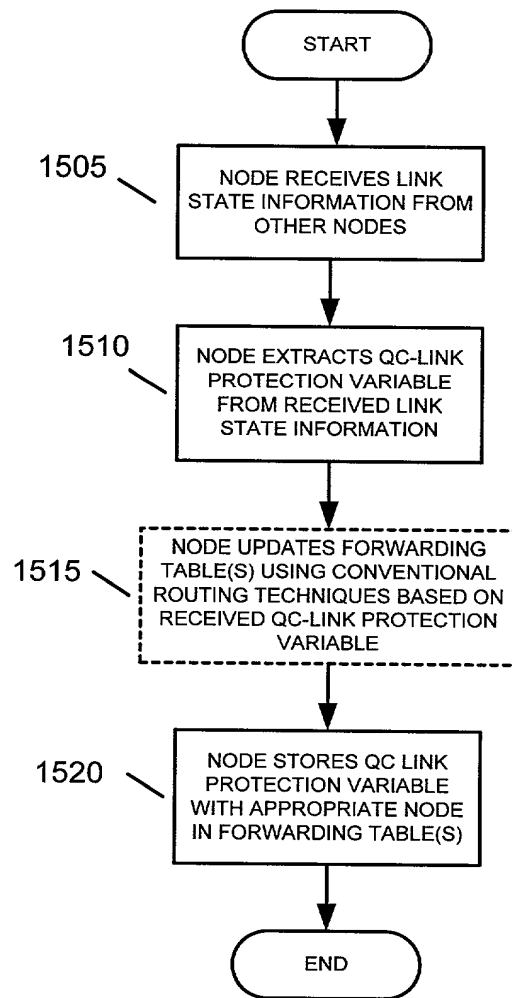 START
1505
NODE RECEIVES LINK
STATE INFORMATION FROM
OTHER NODES
1510
NODE EXTRACTS QC-LINK
PROTECTION VARIABLE
FROM RECEIVED LINK
STATE INFORMATION
1515
NODE UPDATES FORWARDING
TABLE(S) USING CONVENTIONAL
ROUTING TECHNIQUES BASED ON
RECEIVED QC-LINK PROTECTION
VARIABLE
1520
NODE STORES QC LINK
PROTECTION VARIABLE
WITH APPROPRIATE NODE
IN FORWARDING TABLE(S)
END